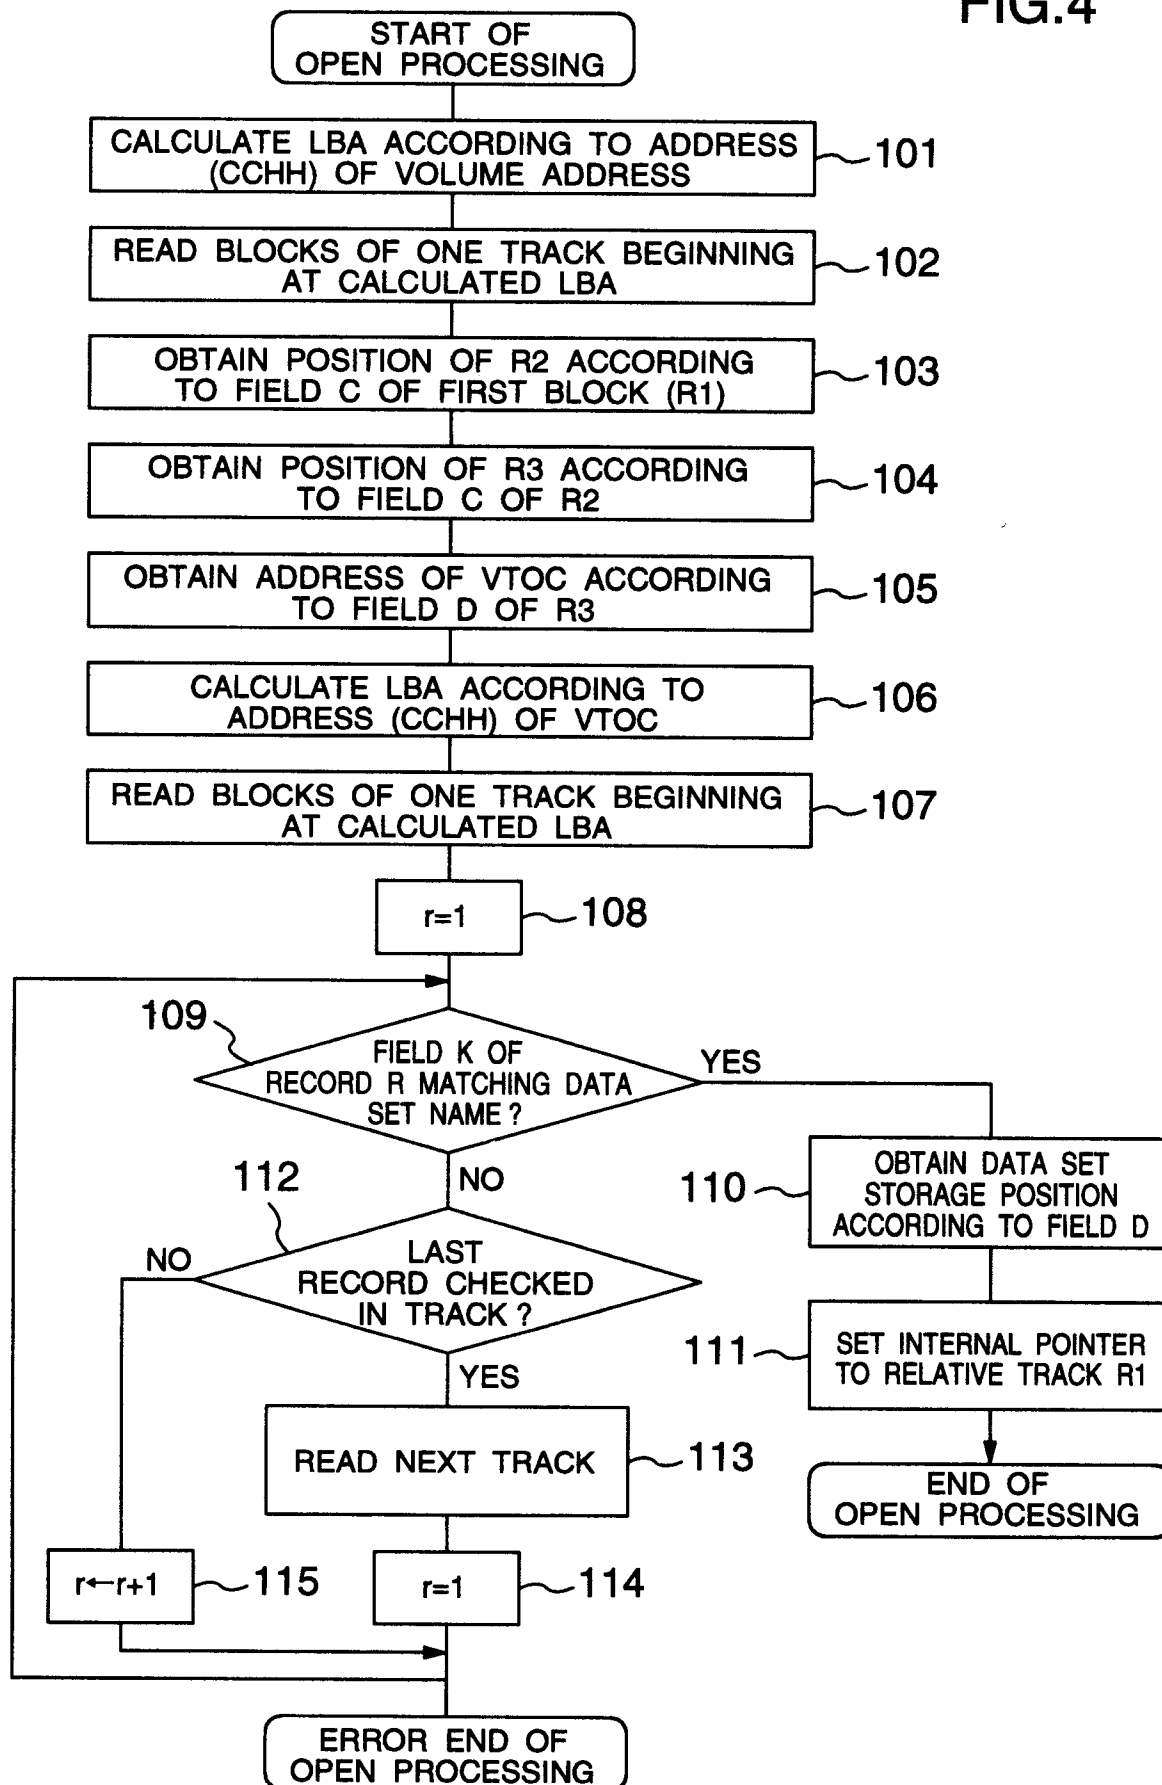 FIG.4
START OF
OPEN PROCESSING
CALCULATE LBA ACCORDING TO ADDRESS
(CCHH) OF VOLUME ADDRESS
101
READ BLOCKS OF ONE TRACK BEGINNING
AT CALCULATED LBA
102
OBTAIN POSITION OF R2 ACCORDING
TO FIELD C OF FIRST BLOCK (R1)
103
OBTAIN POSITION OF R3 ACCORDING
TO FIELD C OF R2
104
OBTAIN ADDRESS OF VTOC ACCORDING
TO FIELD D OF R3
105
CALCULATE LBA ACCORDING TO
ADDRESS (CCHH) OF VTOC
106
READ BLOCKS OF ONE TRACK BEGINNING
AT CALCULATED LBA
107
r=1
108
109
FIELD K OF
RECORD R MATCHING DATA
SET NAME?
YES
NO
110
OBTAIN DATA SET
STORAGE POSITION
ACCORDING TO FIELD D
112
NO
LAST
RECORD CHECKED
IN TRACK?
YES
111
SET INTERNAL POINTER
TO RELATIVE TRACK R1
READ NEXT TRACK
113
END OF
OPEN PROCESSING
r←r+1
115
r=1
114
ERROR END OF
OPEN PROCESSING